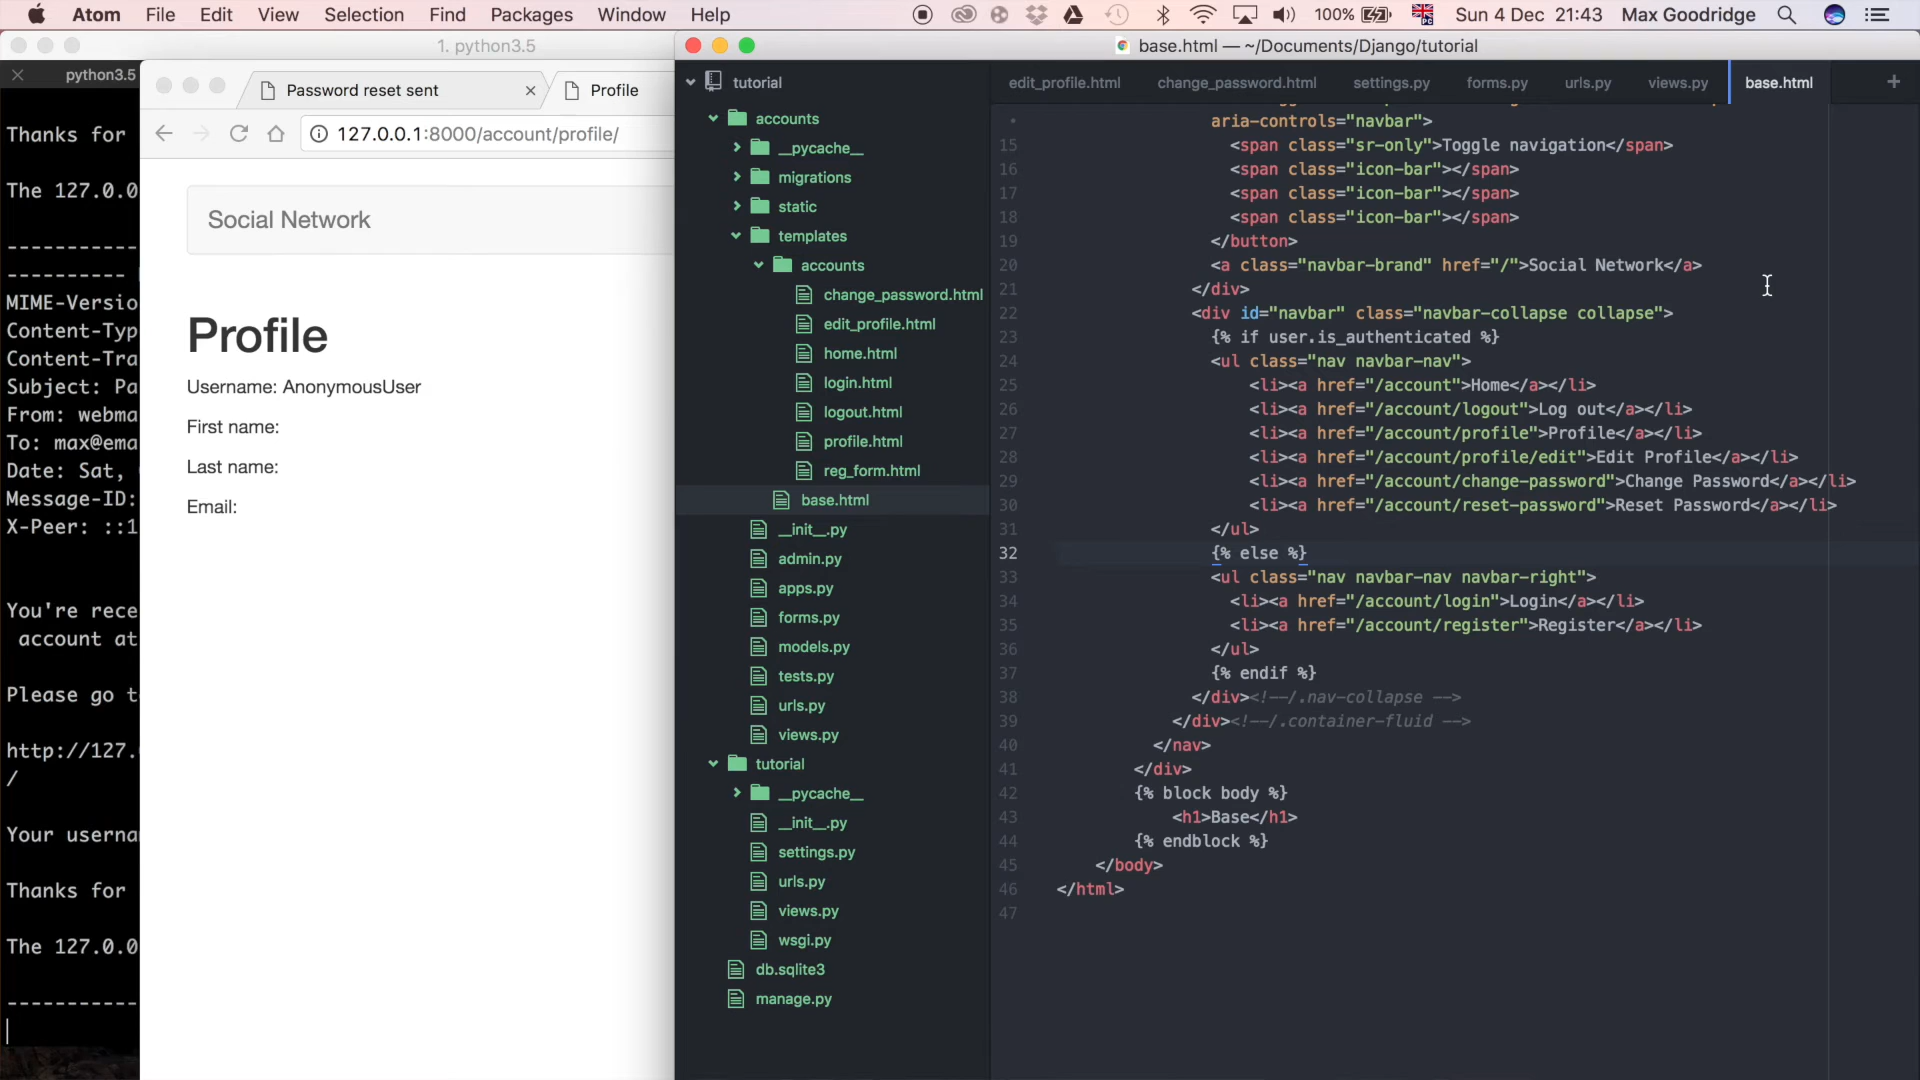 Atom File Edit View Selection Find Packages Window Help 100% Sun 4 Dec 21:43 Max Goodridge
1. python3.5
python3.5
Thanks for
The 127.0.0
------------
---------- 
MIME-Versio
Content-Typ
Content-Tra
Subject: Pa
From: webma
To: max@ema
Date: Sat,
Message-ID:
X-Peer: ::1
You're rece
account at
Please go t
http://127.
/
Your userna
Thanks for
The 127.0.0
------------
Password reset sent Profile
127.0.0.1:8000/account/profile/
Social Network
Profile
Username: AnonymousUser
First name:
Last name:
Email:
base.html — ~/Documents/Django/tutorial
tutorial
accounts
__pycache__
migrations
static
templates
accounts
change_password.html
edit_profile.html
home.html
login.html
logout.html
profile.html
reg_form.html
base.html
__init__.py
admin.py
apps.py
forms.py
models.py
tests.py
urls.py
views.py
tutorial
__pycache__
__init__.py
settings.py
urls.py
views.py
wsgi.py
db.sqlite3
manage.py
edit_profile.html change_password.html settings.py forms.py urls.py views.py base.html
aria-controls="navbar">
15 <span class="sr-only">Toggle navigation</span>
16 <span class="icon-bar"></span>
17 <span class="icon-bar"></span>
18 <span class="icon-bar"></span>
19 </button>
20 <a class="navbar-brand" href="/">Social Network</a>
21 </div>
22 <div id="navbar" class="navbar-collapse collapse">
23 {% if user.is_authenticated %}
24 <ul class="nav navbar-nav">
25 <li><a href="/account">Home</a></li>
26 <li><a href="/account/logout">Log out</a></li>
27 <li><a href="/account/profile">Profile</a></li>
28 <li><a href="/account/profile/edit">Edit Profile</a></li>
29 <li><a href="/account/change-password">Change Password</a></li>
30 <li><a href="/account/reset-password">Reset Password</a></li>
31 </ul>
32 {% else %}
33 <ul class="nav navbar-nav navbar-right">
34 <li><a href="/account/login">Login</a></li>
35 <li><a href="/account/register">Register</a></li>
36 </ul>
37 {% endif %}
38 </div><!--/.nav-collapse -->
39 </div><!--/.container-fluid -->
40 </nav>
41 </div>
42 {% block body %}
43 <h1>Base</h1>
44 {% endblock %}
45 </body>
46 </html>
47